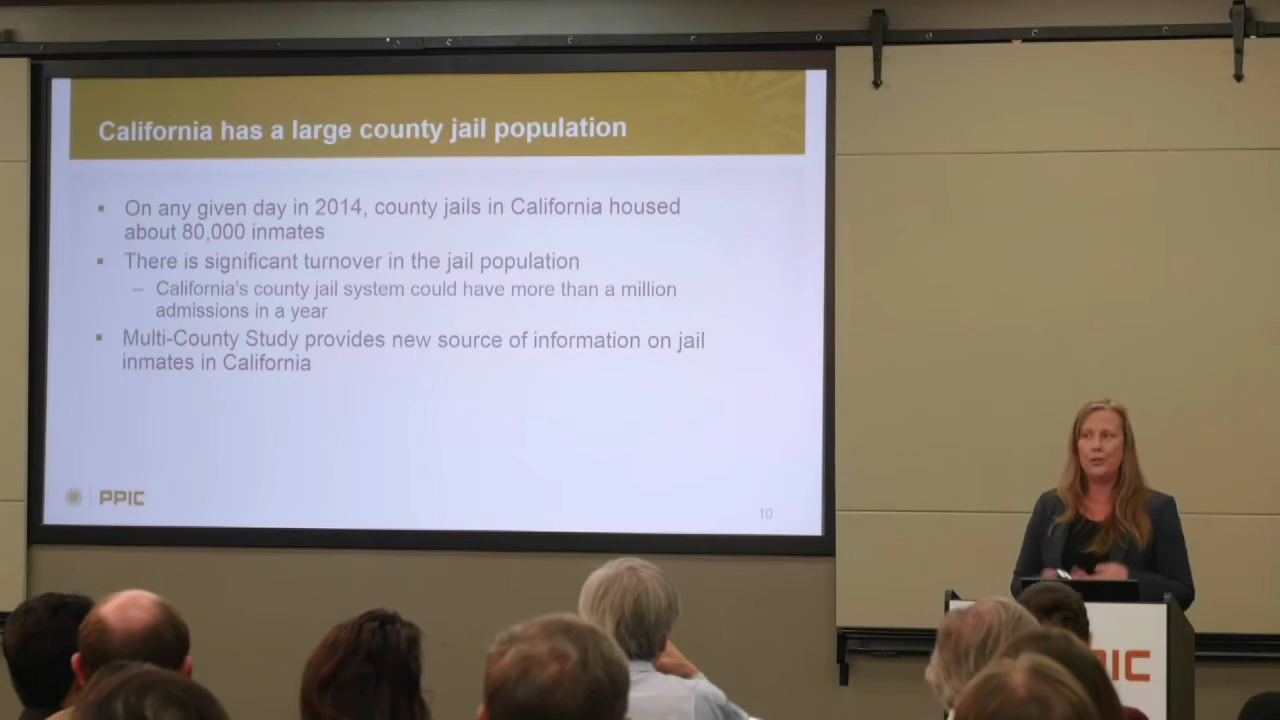 California has a large county jail population
▪ On any given day in 2014, county jails in California housed
about 80,000 inmates
▪ There is significant turnover in the jail population
– California's county jail system could have more than a million
admissions in a year
▪ Multi-County Study provides new source of information on jail
inmates in California
PPIC
10
PIC